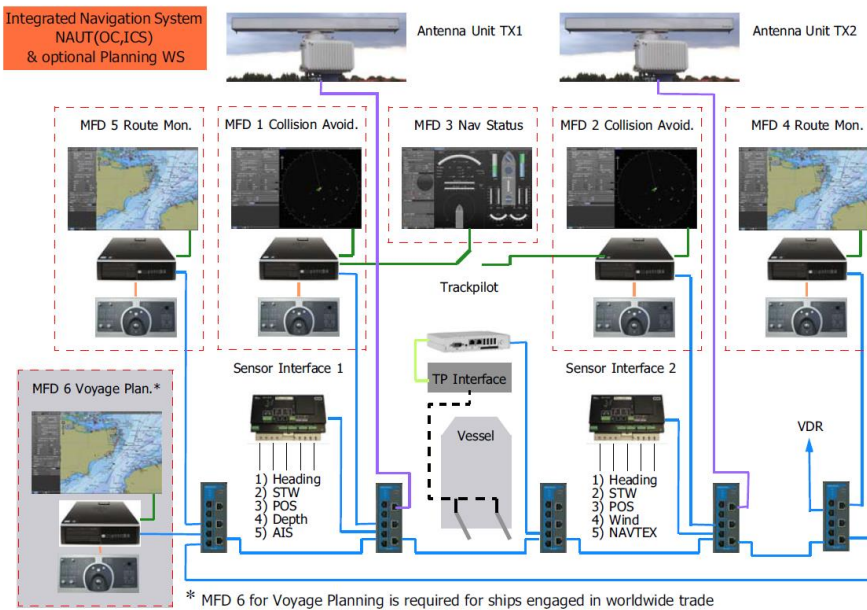 Integrated Navigation System
NAUT(OC,ICS)
& optional Planning WS
Antenna Unit TX1
Antenna Unit TX2
MFD 5 Route Mon.
MFD 1 Collision Avoid.
MFD 3 Nav Status
MFD 2 Collision Avoid.
MFD 4 Route Mon.
Trackpilot
Sensor Interface 1
Sensor Interface 2
MFD 6 Voyage Plan.*
TP Interface
Vessel
VDR
1) Heading
2) STW
3) POS
4) Depth
5) AIS
1) Heading
2) STW
3) POS
4) Wind
5) NAVTEX
* MFD 6 for Voyage Planning is required for ships engaged in worldwide trade